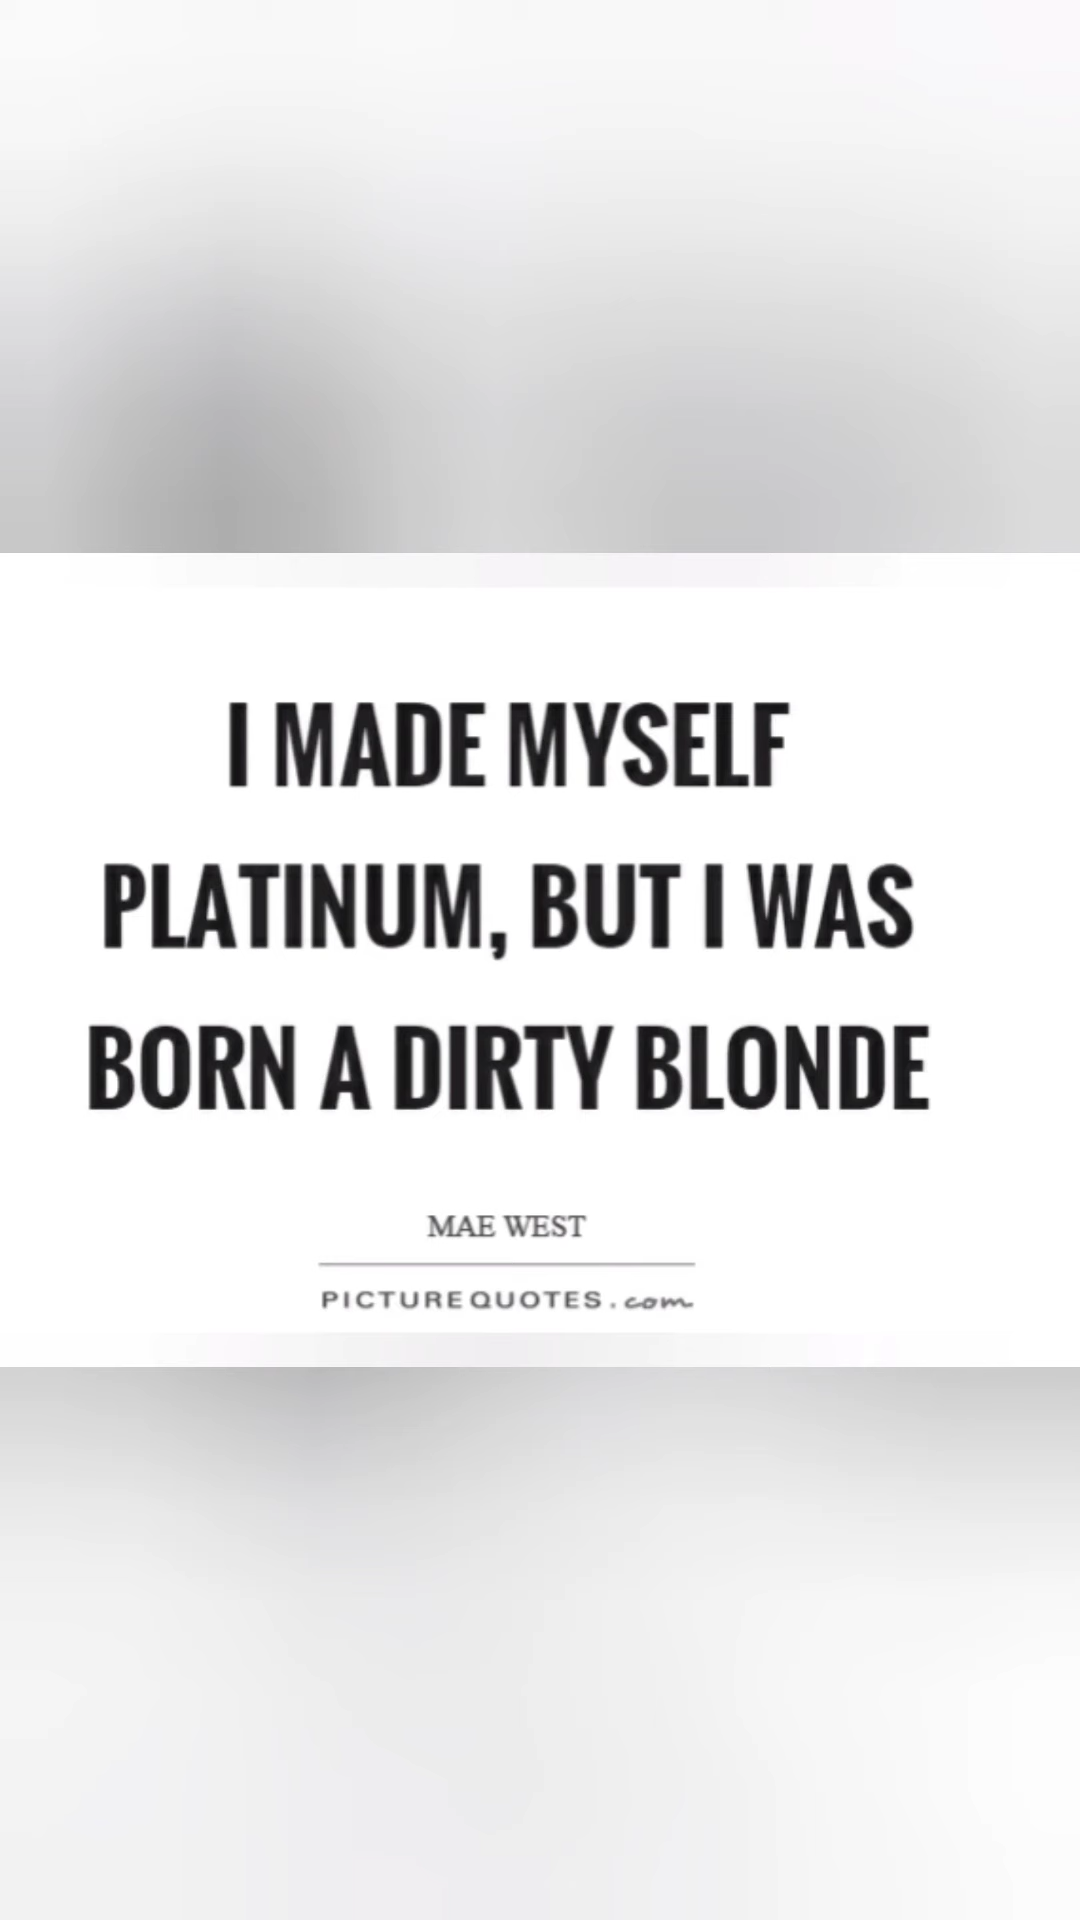 I MADE MYSELF
PLATINUM, BUT I WAS
BORN A DIRTY BLONDE
MAE WEST
PICTUREQUOTES.com